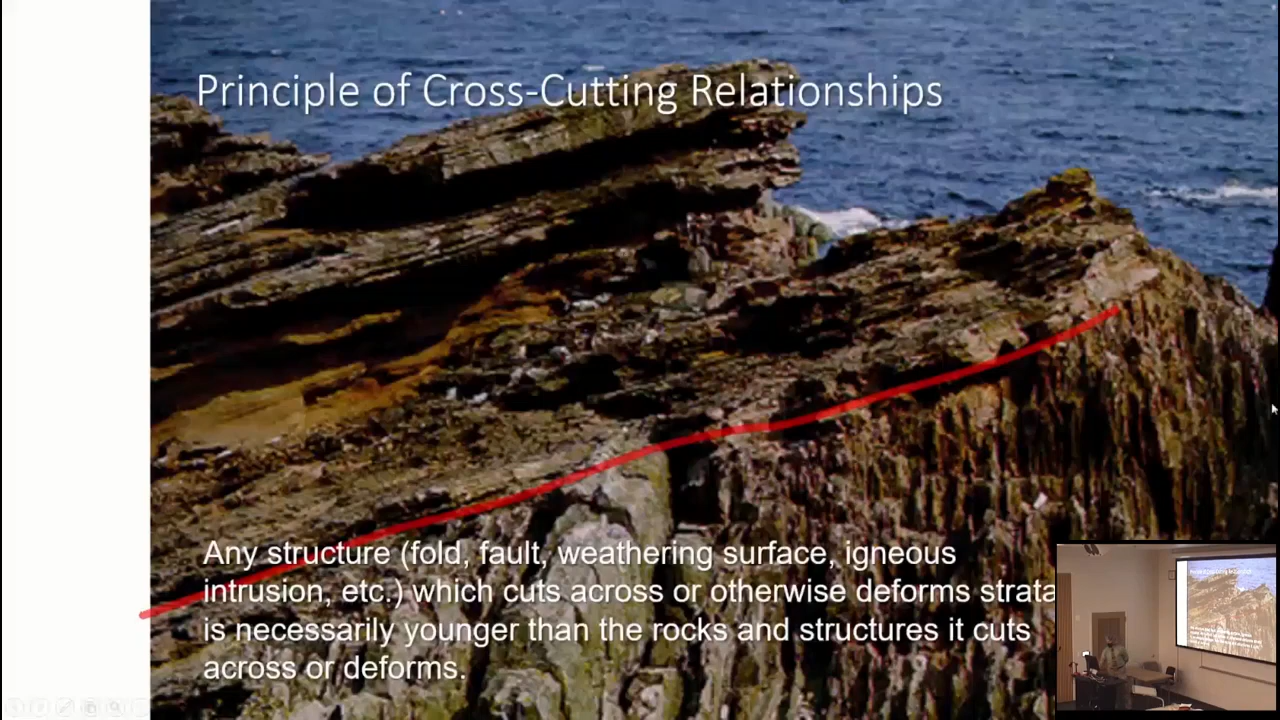 Principle of Cross-Cutting Relationships
Any structure (fold, fault, weathering surface, igneous
intrusion, etc.) which cuts across or otherwise deforms strata
is necessarily younger than the rocks and structures it cuts
across or deforms.